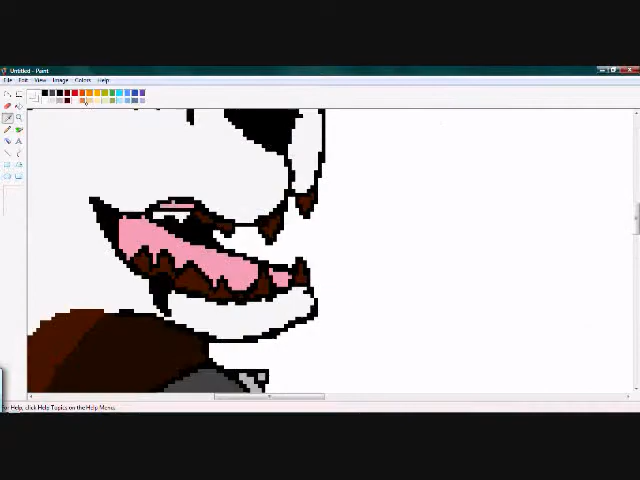 Untitled - Paint
File Edit View Image Colors Help
For Help, click Help Topics on the Help Menu.